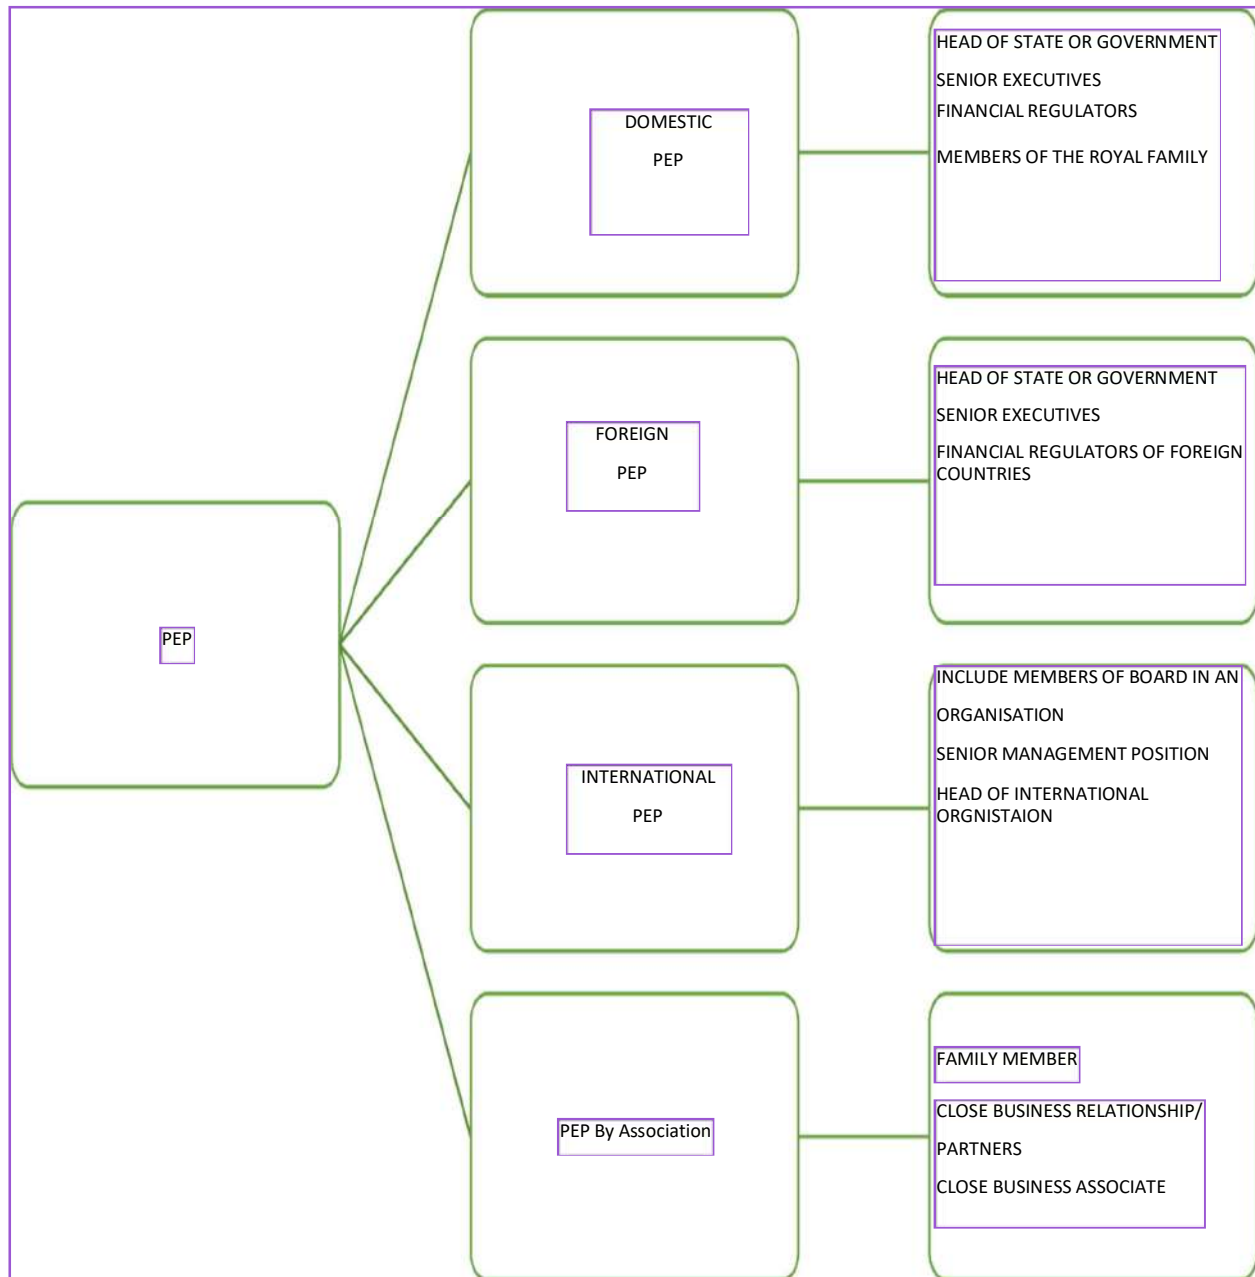 PEP
DOMESTIC
PEP
HEAD OF STATE OR GOVERNMENT
SENIOR EXECUTIVES
FINANCIAL REGULATORS
MEMBERS OF THE ROYAL FAMILY
FOREIGN
PEP
HEAD OF STATE OR GOVERNMENT
SENIOR EXECUTIVES
FINANCIAL REGULATORS OF FOREIGN
COUNTRIES
INTERNATIONAL
PEP
INCLUDE MEMBERS OF BOARD IN AN
ORGANISATION
SENIOR MANAGEMENT POSITION
HEAD OF INTERNATIONAL
ORGNISTAION
PEP By Association
FAMILY MEMBER
CLOSE BUSINESS RELATIONSHIP/
PARTNERS
CLOSE BUSINESS ASSOCIATE